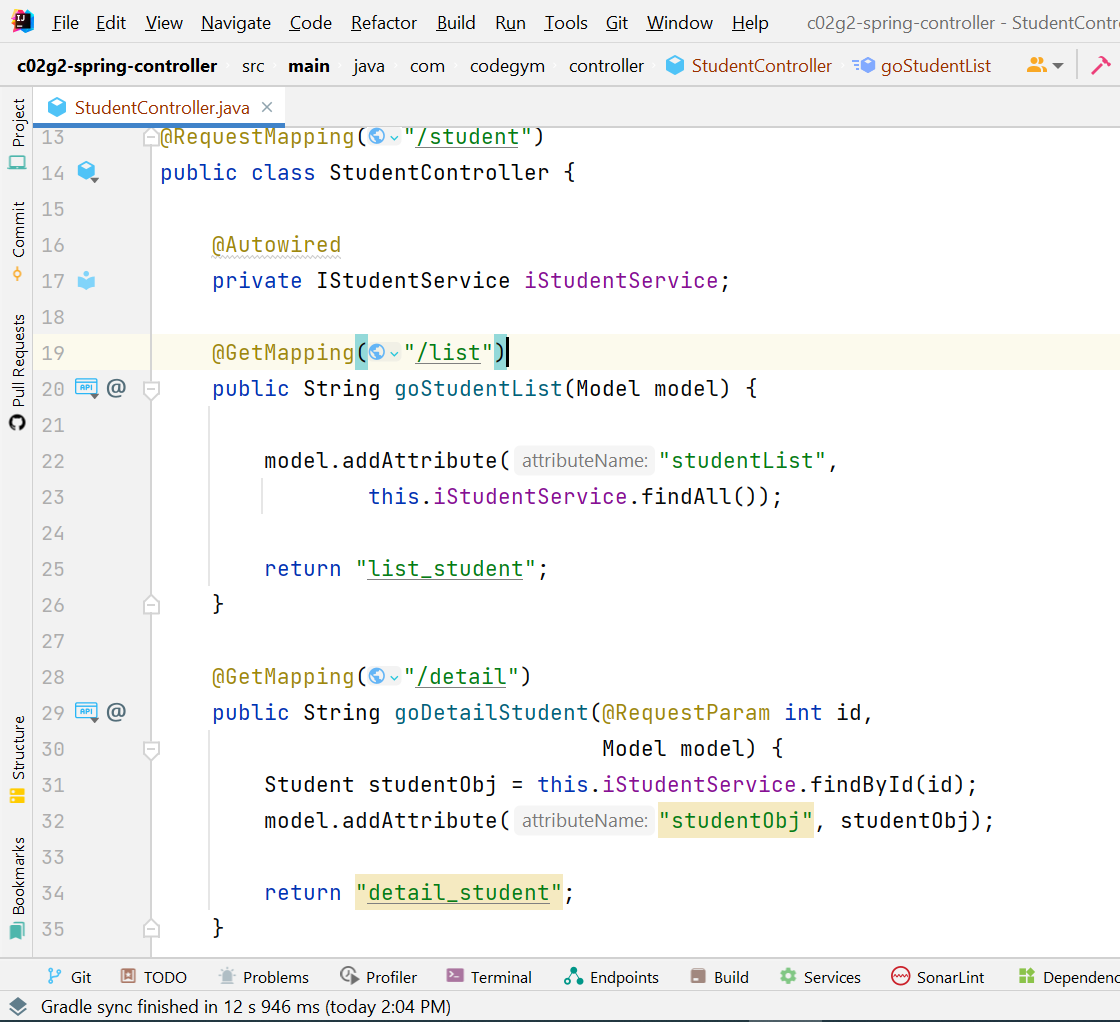 File Edit View Navigate Code Refactor Build Run Tools Git Window Help c02g2-spring-controller - StudentContr
c02g2-spring-controller src main java com codegym controller StudentController goStudentList
StudentController.java
Project
Commit
Pull Requests
Structure
Bookmarks
13 @RequestMapping("/student")
14 public class StudentController {
15
16 @Autowired
17 private IStudentService iStudentService;
18
19 @GetMapping("/list")
20 public String goStudentList(Model model) {
21
22 model.addAttribute( attributeName: "studentList",
23 this.iStudentService.findAll());
24
25 return "list_student";
26 }
27
28 @GetMapping("/detail")
29 public String goDetailStudent(@RequestParam int id,
30 Model model) {
31 Student studentObj = this.iStudentService.findById(id);
32 model.addAttribute( attributeName: "studentObj", studentObj);
33
34 return "detail_student";
35 }
Git TODO Problems Profiler Terminal Endpoints Build Services SonarLint Dependenc
Gradle sync finished in 12 s 946 ms (today 2:04 PM)